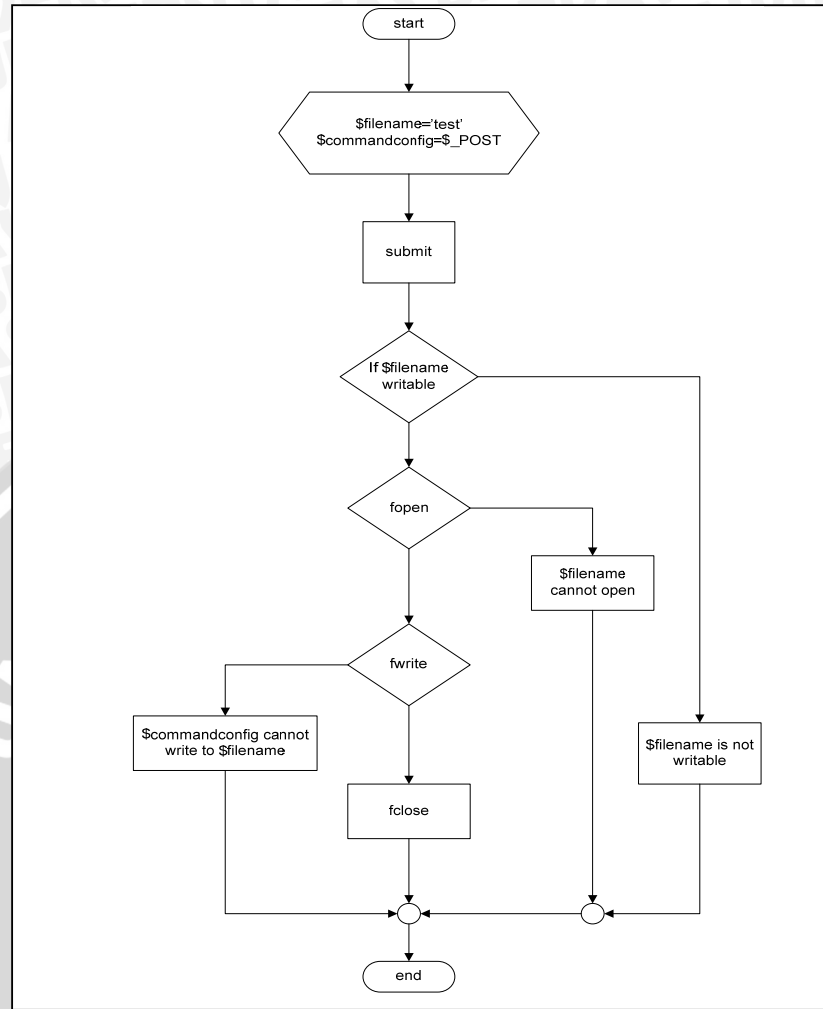 start
$filename='test'
$commandconfig=$_POST
submit
If $filename
writable
fopen
$filename
cannot open
fwrite
$commandconfig cannot
write to $filename
$filename is not
writable
fclose
end